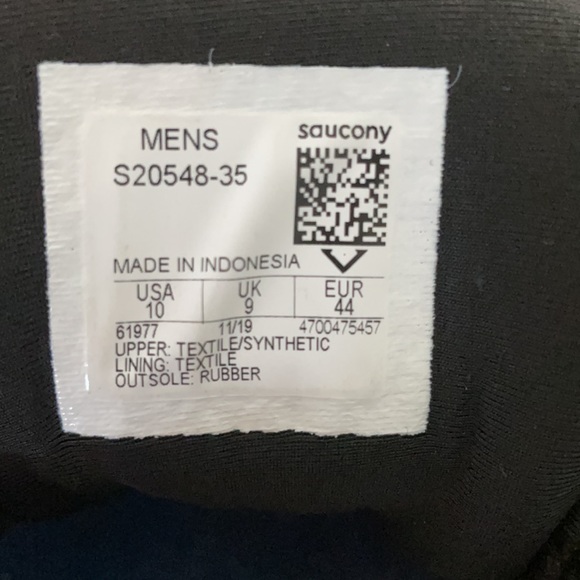 MENS
saucony
S20548-35
MADE IN INDONESIA
USA UK EUR
10 9 44
61977 11/19 4700475457
UPPER: TEXTILE/SYNTHETIC
LINING: TEXTILE
OUTSOLE: RUBBER